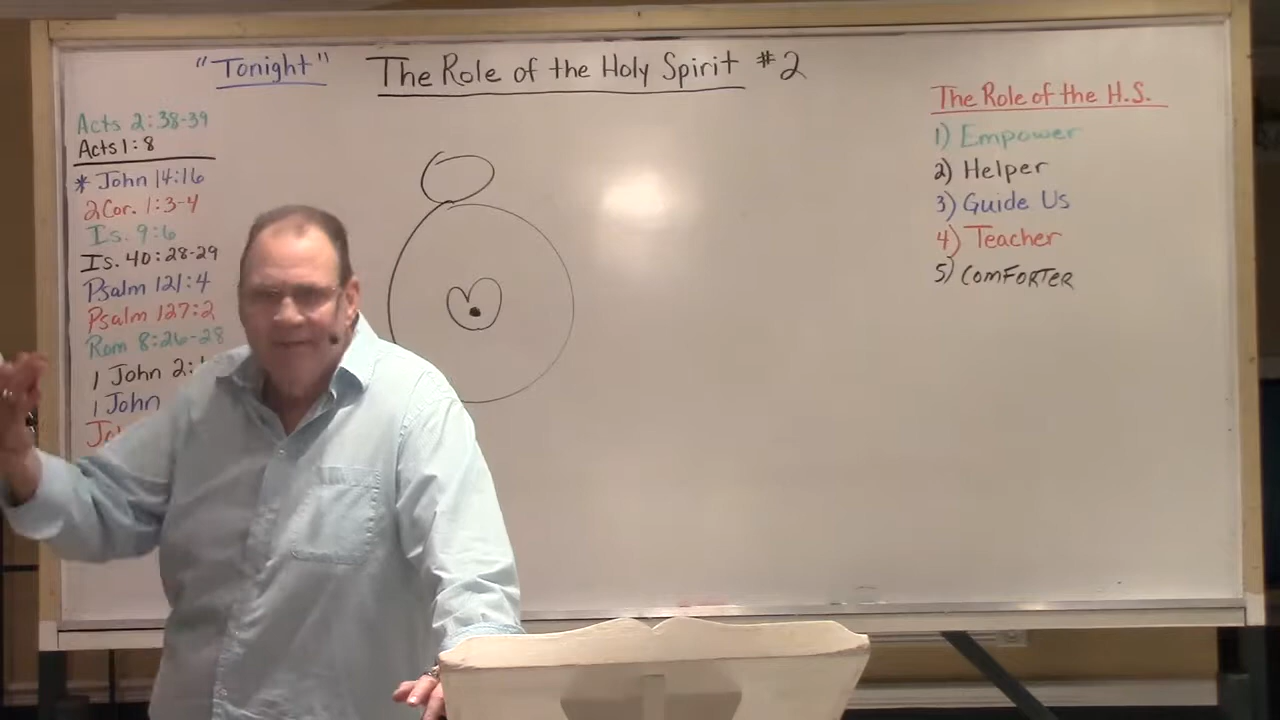 "Tonight" The Role of the Holy Spirit #2
Acts 2:38-39
Acts 1:8
* John 14:16
2 Cor. 1:3-4
Is. 9:6
Is. 40:28-29
Psalm 121:4
Psalm 127:2
Rom 8:26-28
1 John 2:
1 John
The Role of the H.S.
1) Empower
2) Helper
3) Guide Us
4) Teacher
5) COMFORTER